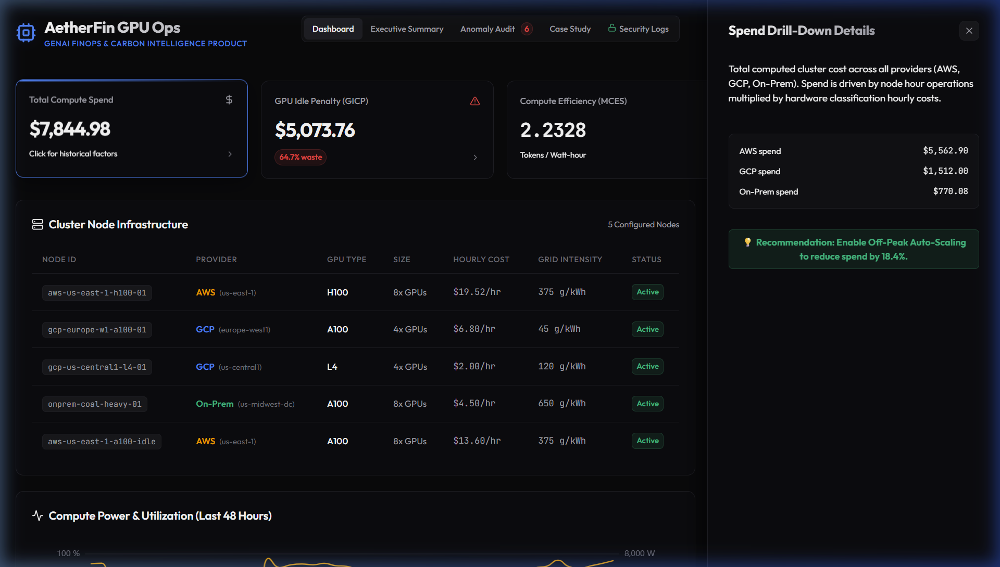 AetherFin GPU Ops
GENAI FINOPS & CARBON INTELLIGENCE PRODUCT
Dashboard
Executive Summary
Anomaly Audit 6
Case Study
Security Logs
Total Compute Spend $
$7,844.98
Click for historical factors
GPU Idle Penalty (GICP)
$5,073.76
64.7% waste
Compute Efficiency (MCES)
2.2328
Tokens / Watt-hour
Cluster Node Infrastructure
5 Configured Nodes
NODE ID PROVIDER GPU TYPE SIZE HOURLY COST GRID INTENSITY STATUS
aws-us-east-1-h100-01 AWS (us-east-1) H100 8x GPUs $19.52/hr 375 g/kWh Active
gcp-europe-w1-a100-01 GCP (europe-west1) A100 4x GPUs $6.80/hr 45 g/kWh Active
gcp-us-central1-l4-01 GCP (us-central1) L4 4x GPUs $2.00/hr 120 g/kWh Active
onprem-coal-heavy-01 On-Prem (us-midwest-dc) A100 8x GPUs $4.50/hr 650 g/kWh Active
aws-us-east-1-a100-idle AWS (us-east-1) A100 8x GPUs $13.60/hr 375 g/kWh Active
Compute Power & Utilization (Last 48 Hours)
100 %
8,000 W
Spend Drill-Down Details
Total computed cluster cost across all providers (AWS,
GCP, On-Prem). Spend is driven by node hour operations
multiplied by hardware classification hourly costs.
AWS spend $5,562.90
GCP spend $1,512.00
On-Prem spend $770.08
💡 Recommendation: Enable Off-Peak Auto-Scaling
to reduce spend by 18.4%.